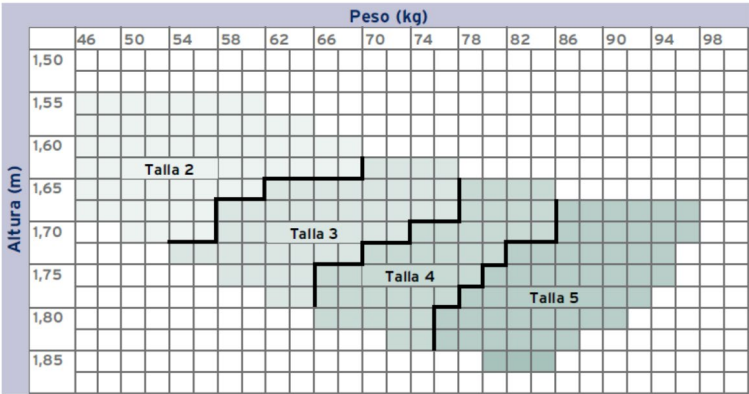 Peso (kg)
46 50 54 58 62 66 70 74 78 82 86 90 94 98
Altura (m)
1,50
1,55
1,60
Talla 2
1,65
1,70
Talla 3
1,75
Talla 4
Talla 5
1,80
1,85